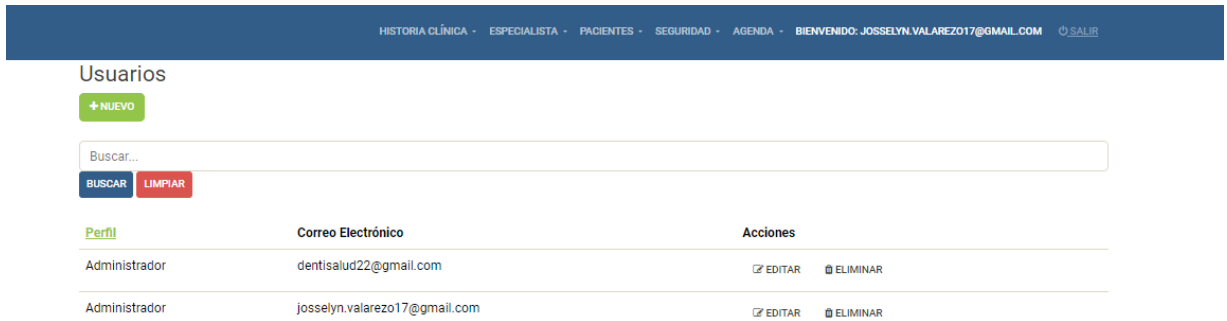 HISTORIA CLÍNICA ESPECIALISTA PACIENTES SEGURIDAD AGENDA BIENVENIDO: JOSSELYN.VALAREZO17@GMAIL.COM SALIR
Usuarios
+ NUEVO
Buscar...
BUSCAR LIMPIAR
Perfil Correo Electrónico Acciones
Administrador dentisalud22@gmail.com EDITAR ELIMINAR
Administrador josselyn.valarezo17@gmail.com EDITAR ELIMINAR